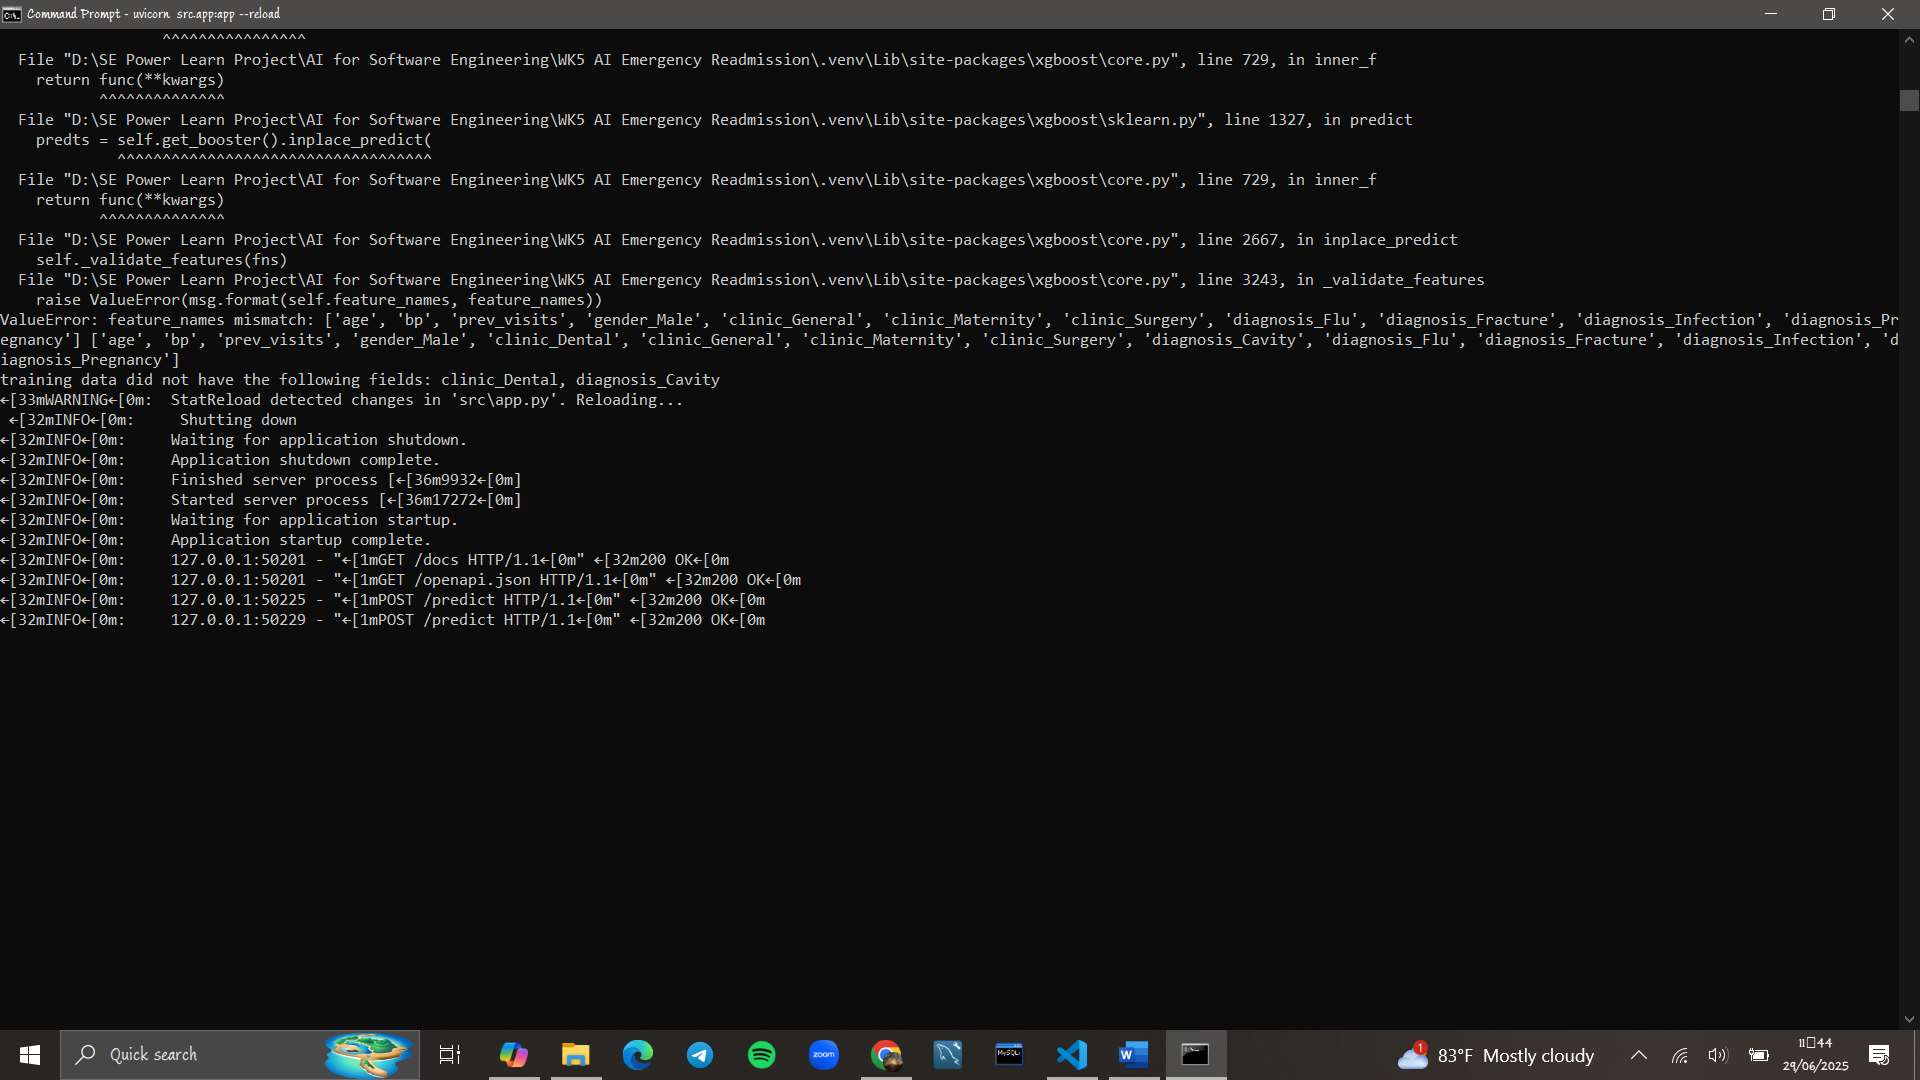 Command Prompt - uvicorn src.app:app --reload
^^^^^^^^^^^^^^^^
File "D:\SE Power Learn Project\AI for Software Engineering\WK5 AI Emergency Readmission\.venv\Lib\site-packages\xgboost\core.py", line 729, in inner_f
return func(**kwargs)
^^^^^^^^^^^^^^
File "D:\SE Power Learn Project\AI for Software Engineering\WK5 AI Emergency Readmission\.venv\Lib\site-packages\xgboost\sklearn.py", line 1327, in predict
predts = self.get_booster().inplace_predict(
^^^^^^^^^^^^^^^^^^^^^^^^^^^^^^^^^^^
File "D:\SE Power Learn Project\AI for Software Engineering\WK5 AI Emergency Readmission\.venv\Lib\site-packages\xgboost\core.py", line 729, in inner_f
return func(**kwargs)
^^^^^^^^^^^^^^
File "D:\SE Power Learn Project\AI for Software Engineering\WK5 AI Emergency Readmission\.venv\Lib\site-packages\xgboost\core.py", line 2667, in inplace_predict
self._validate_features(fns)
File "D:\SE Power Learn Project\AI for Software Engineering\WK5 AI Emergency Readmission\.venv\Lib\site-packages\xgboost\core.py", line 3243, in _validate_features
raise ValueError(msg.format(self.feature_names, feature_names))
ValueError: feature_names mismatch: ['age', 'bp', 'prev_visits', 'gender_Male', 'clinic_General', 'clinic_Maternity', 'clinic_Surgery', 'diagnosis_Flu', 'diagnosis_Fracture', 'diagnosis_Infection', 'diagnosis_Pr
egnancy'] ['age', 'bp', 'prev_visits', 'gender_Male', 'clinic_Dental', 'clinic_General', 'clinic_Maternity', 'clinic_Surgery', 'diagnosis_Cavity', 'diagnosis_Flu', 'diagnosis_Fracture', 'diagnosis_Infection', 'd
iagnosis_Pregnancy']
training data did not have the following fields: clinic_Dental, diagnosis_Cavity
←[33mWARNING←[0m:  StatReload detected changes in 'src\app.py'. Reloading...
←[32mINFO←[0m:     Shutting down
←[32mINFO←[0m:     Waiting for application shutdown.
←[32mINFO←[0m:     Application shutdown complete.
←[32mINFO←[0m:     Finished server process [←[36m9932←[0m]
←[32mINFO←[0m:     Started server process [←[36m17272←[0m]
←[32mINFO←[0m:     Waiting for application startup.
←[32mINFO←[0m:     Application startup complete.
←[32mINFO←[0m:     127.0.0.1:50201 - "←[1mGET /docs HTTP/1.1←[0m" ←[32m200 OK←[0m
←[32mINFO←[0m:     127.0.0.1:50201 - "←[1mGET /openapi.json HTTP/1.1←[0m" ←[32m200 OK←[0m
←[32mINFO←[0m:     127.0.0.1:50225 - "←[1mPOST /predict HTTP/1.1←[0m" ←[32m200 OK←[0m
←[32mINFO←[0m:     127.0.0.1:50229 - "←[1mPOST /predict HTTP/1.1←[0m" ←[32m200 OK←[0m
Quick search
zoom
MySQL
1
83°F Mostly cloudy
11▯44
29/06/2025